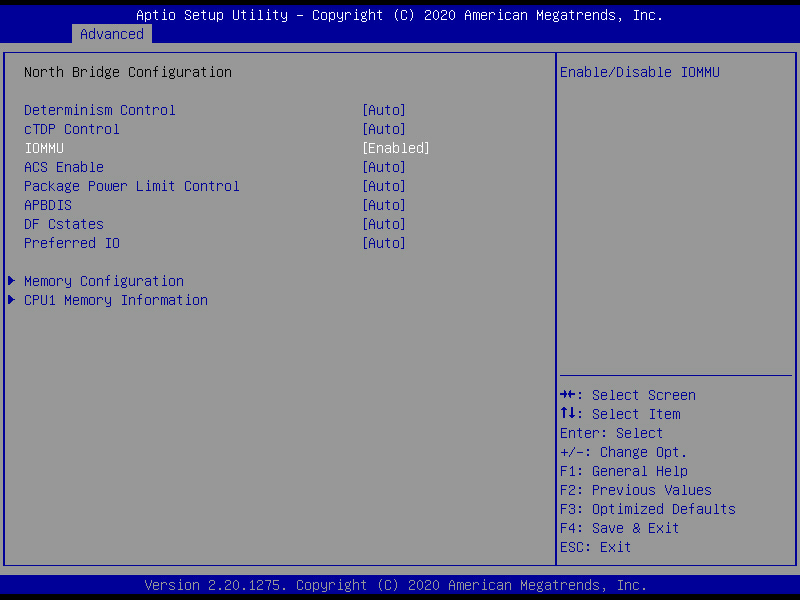 Aptio Setup Utility – Copyright (C) 2020 American Megatrends, Inc.
Advanced
North Bridge Configuration
Determinism Control [Auto]
cTDP Control [Auto]
IOMMU [Enabled]
ACS Enable [Auto]
Package Power Limit Control [Auto]
APBDIS [Auto]
DF Cstates [Auto]
Preferred IO [Auto]
Memory Configuration
CPU1 Memory Information
Enable/Disable IOMMU
→←: Select Screen
↑↓: Select Item
Enter: Select
+/-: Change Opt.
F1: General Help
F2: Previous Values
F3: Optimized Defaults
F4: Save & Exit
ESC: Exit
Version 2.20.1275. Copyright (C) 2020 American Megatrends, Inc.